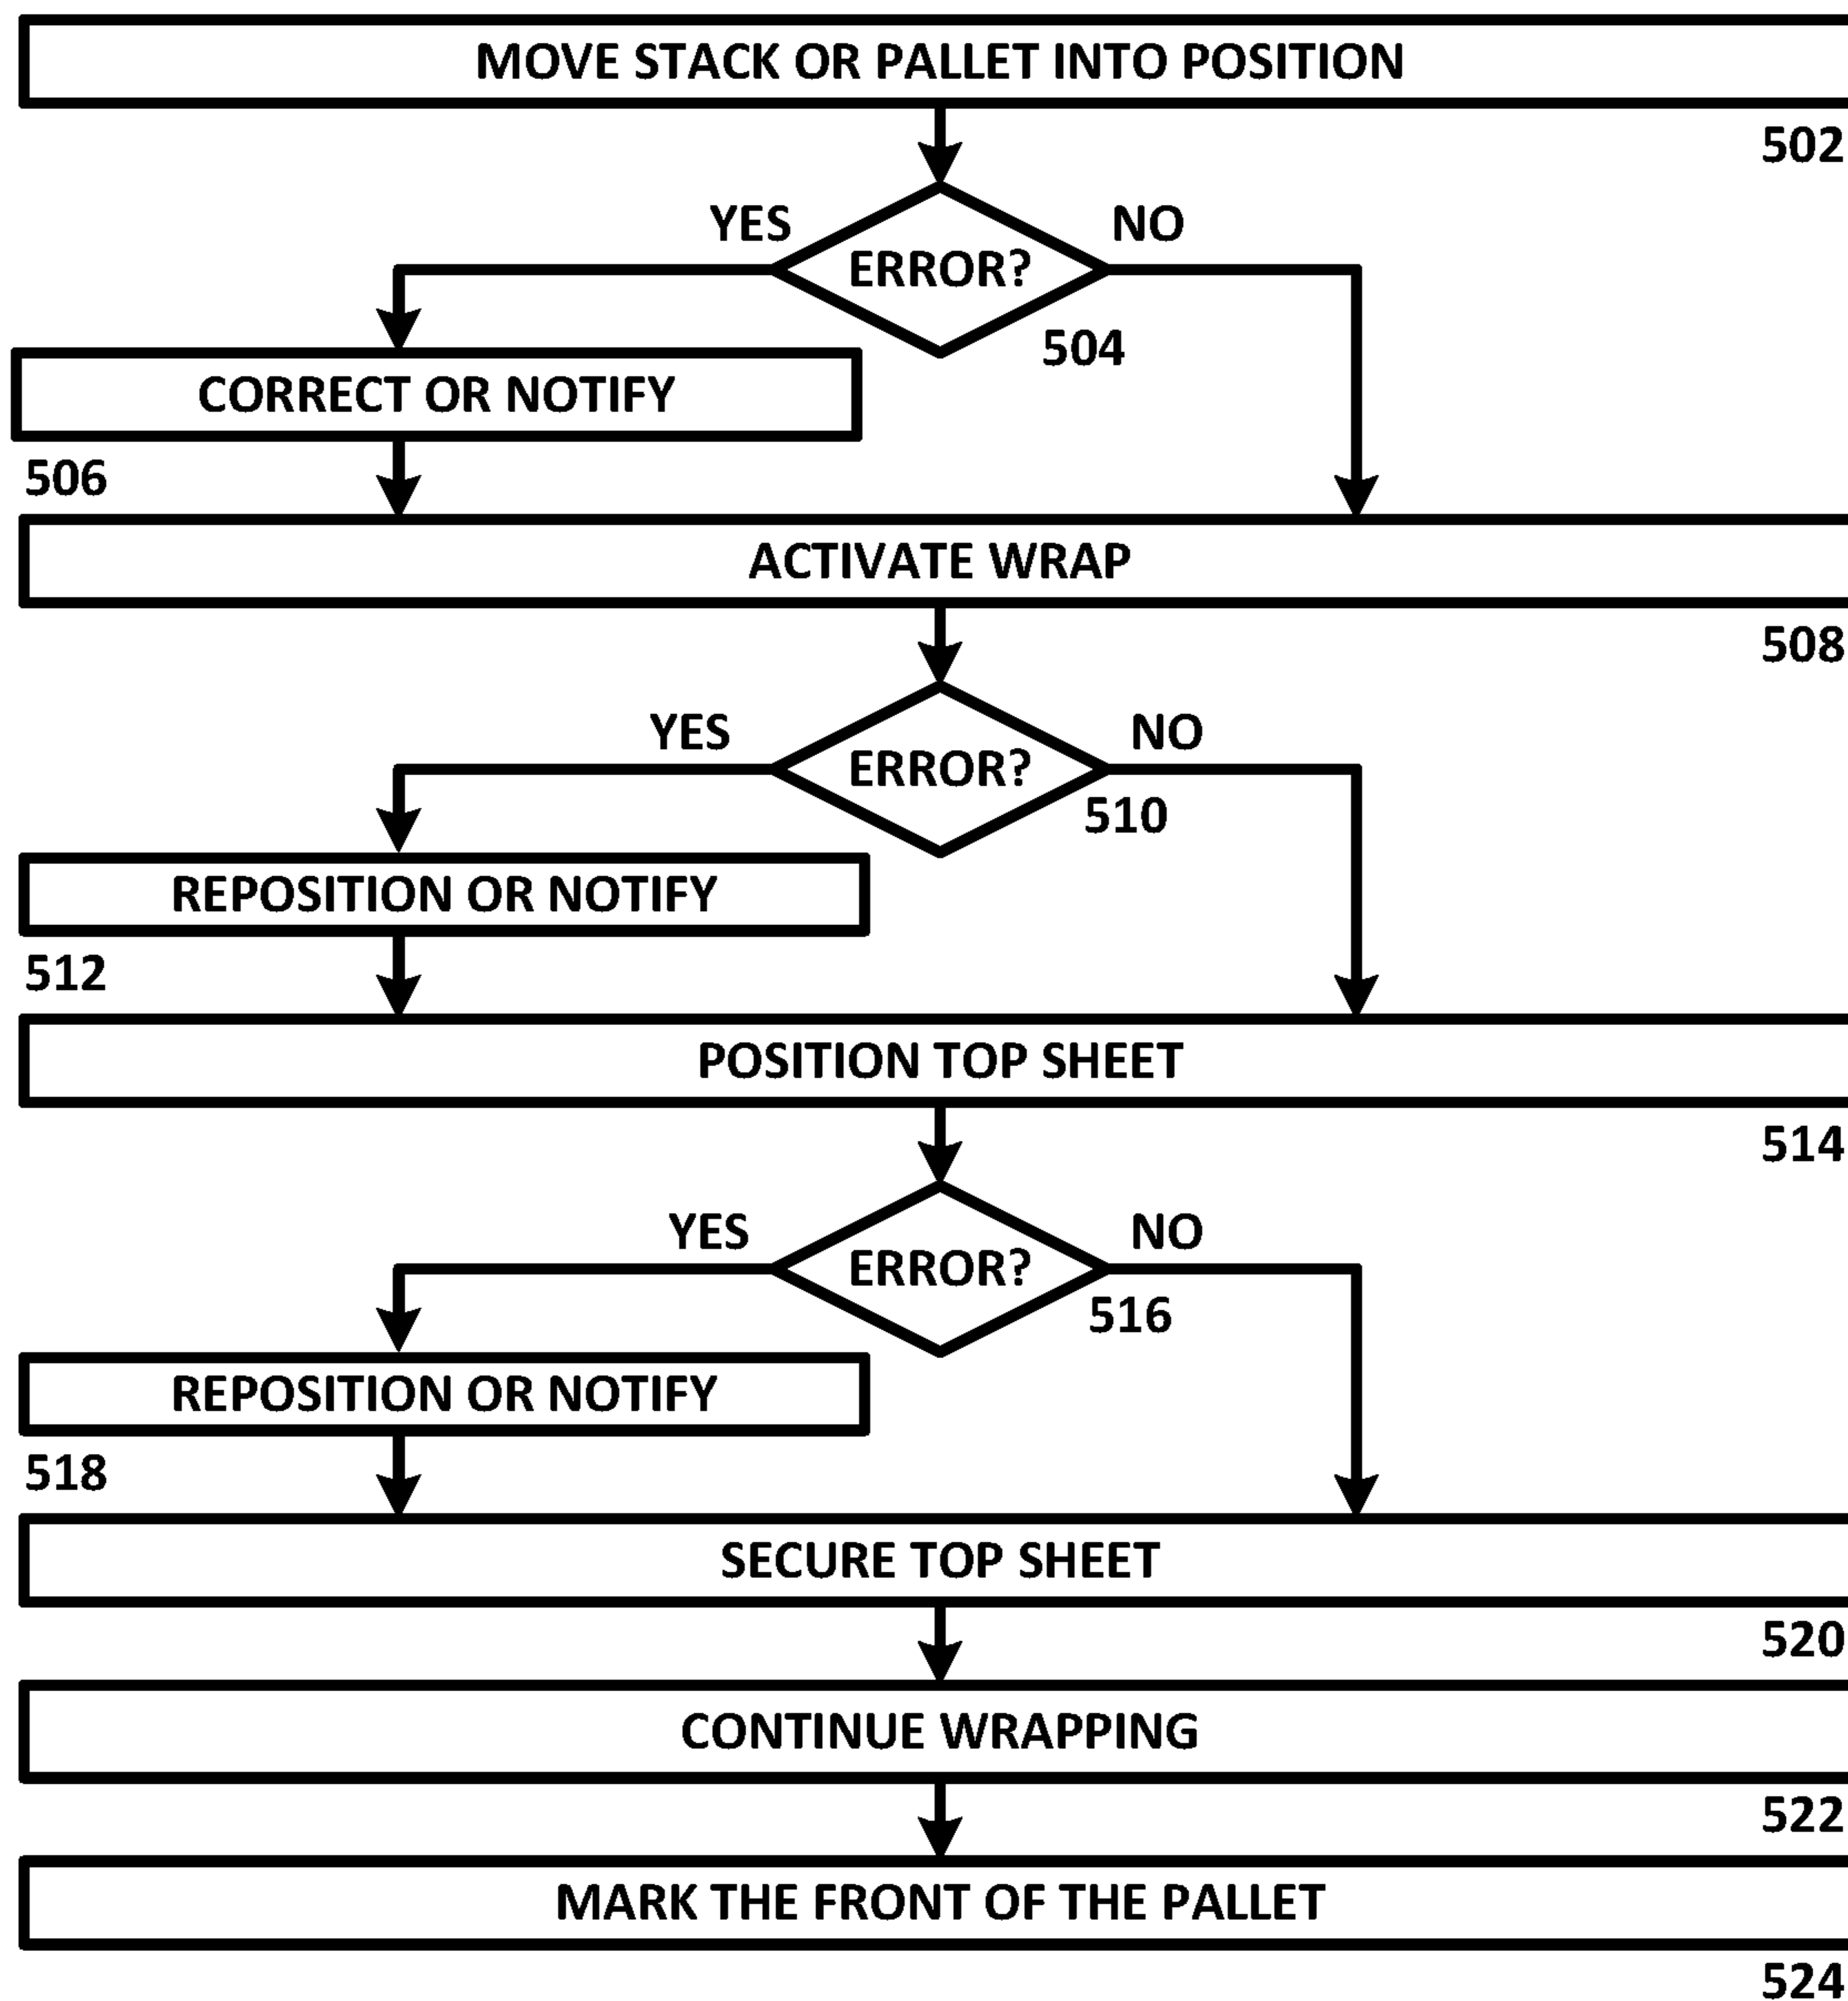 MOVE STACK OR PALLET INTO POSITION
502
YES
NO
ERROR?
504
CORRECT OR NOTIFY
506
ACTIVATE WRAP
508
YES
NO
ERROR?
510
REPOSITION OR NOTIFY
512
POSITION TOP SHEET
514
YES
NO
ERROR?
516
REPOSITION OR NOTIFY
518
SECURE TOP SHEET
520
CONTINUE WRAPPING
522
MARK THE FRONT OF THE PALLET
524